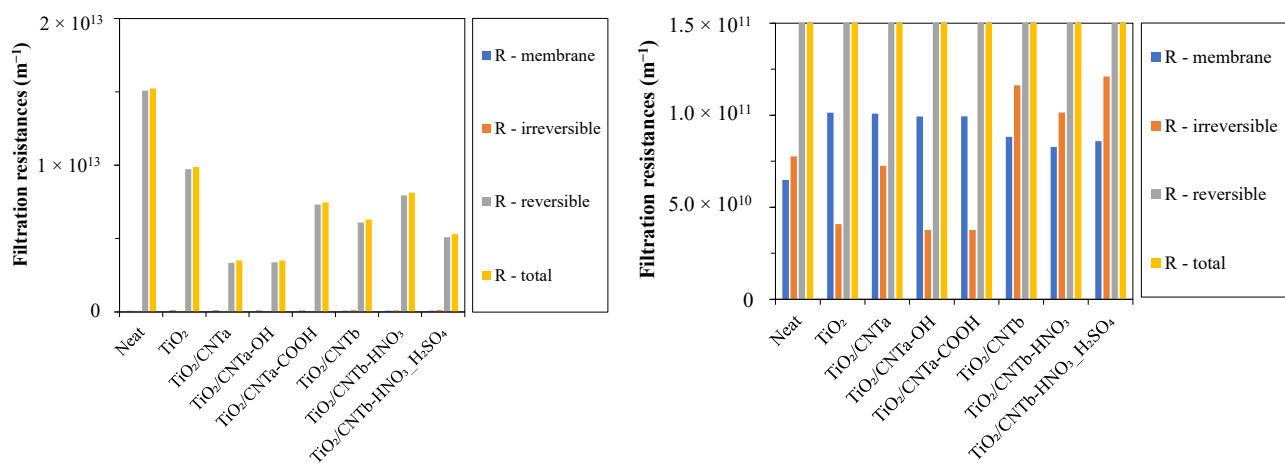 Filtration resistances (m⁻¹)
2 × 10¹³
1 × 10¹³
0
Neat
TiO₂
TiO₂/CNTa
TiO₂/CNTa-OH
TiO₂/CNTa-COOH
TiO₂/CNTb
TiO₂/CNTb-HNO₃
TiO₂/CNTb-HNO₃_H₂SO₄
R - membrane
R - irreversible
R - reversible
R - total
Filtration resistances (m⁻¹)
1.5 × 10¹¹
1.0 × 10¹¹
5.0 × 10¹⁰
0
Neat
TiO₂
TiO₂/CNTa
TiO₂/CNTa-OH
TiO₂/CNTa-COOH
TiO₂/CNTb
TiO₂/CNTb-HNO₃
TiO₂/CNTb-HNO₃_H₂SO₄
R - membrane
R - irreversible
R - reversible
R - total